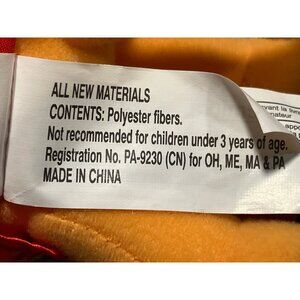 ALL NEW MATERIALS
CONTENTS: Polyester fibers.
Not recommended for children under 3 years of age.
Registration No. PA-9230 (CN) for OH, ME, MA & PA
MADE IN CHINA